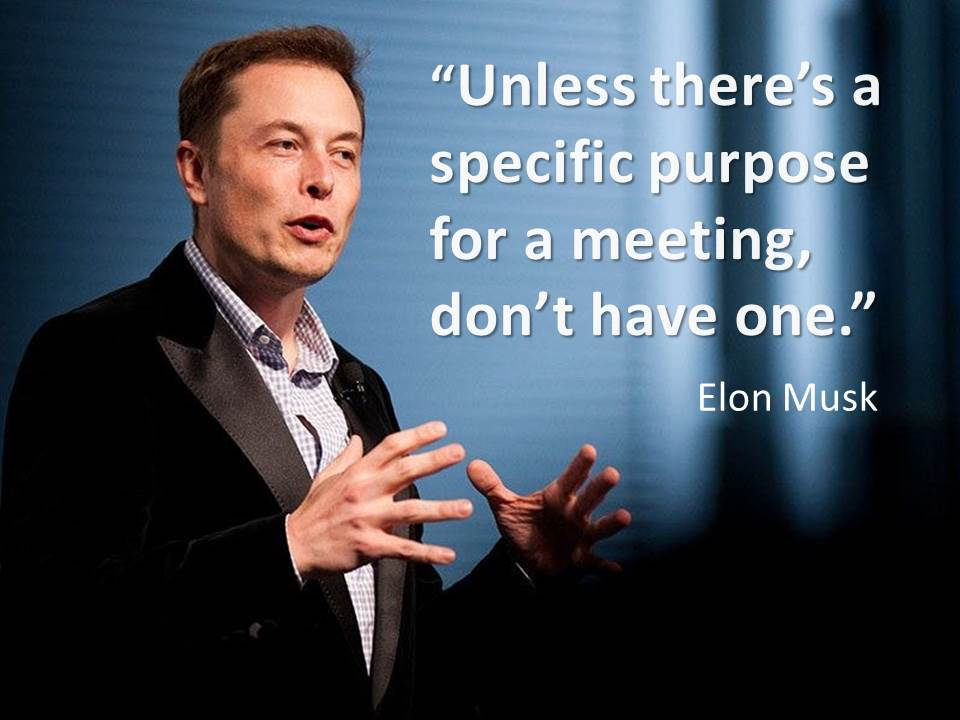 “Unless there’s a
specific purpose
for a meeting,
don’t have one.”
Elon Musk